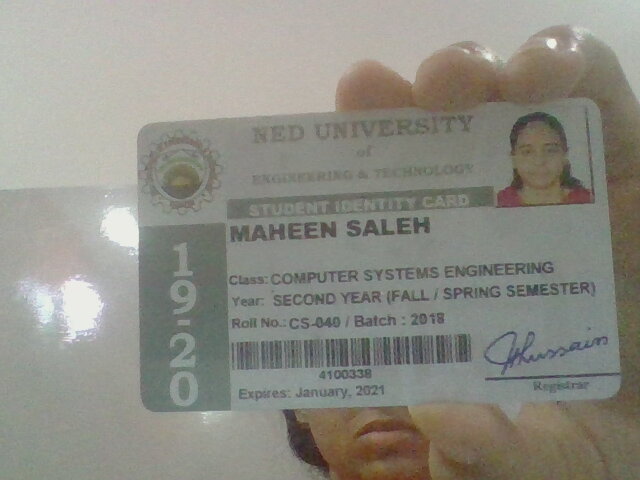 NED UNIVERSITY
of
ENGINEERING & TECHNOLOGY
STUDENT IDENTITY CARD
MAHEEN SALEH
19-20
Class: COMPUTER SYSTEMS ENGINEERING
Year: SECOND YEAR (FALL / SPRING SEMESTER)
Roll No.: CS-040 / Batch : 2018
4100338
Hussain
Registrar
Expires: January, 2021